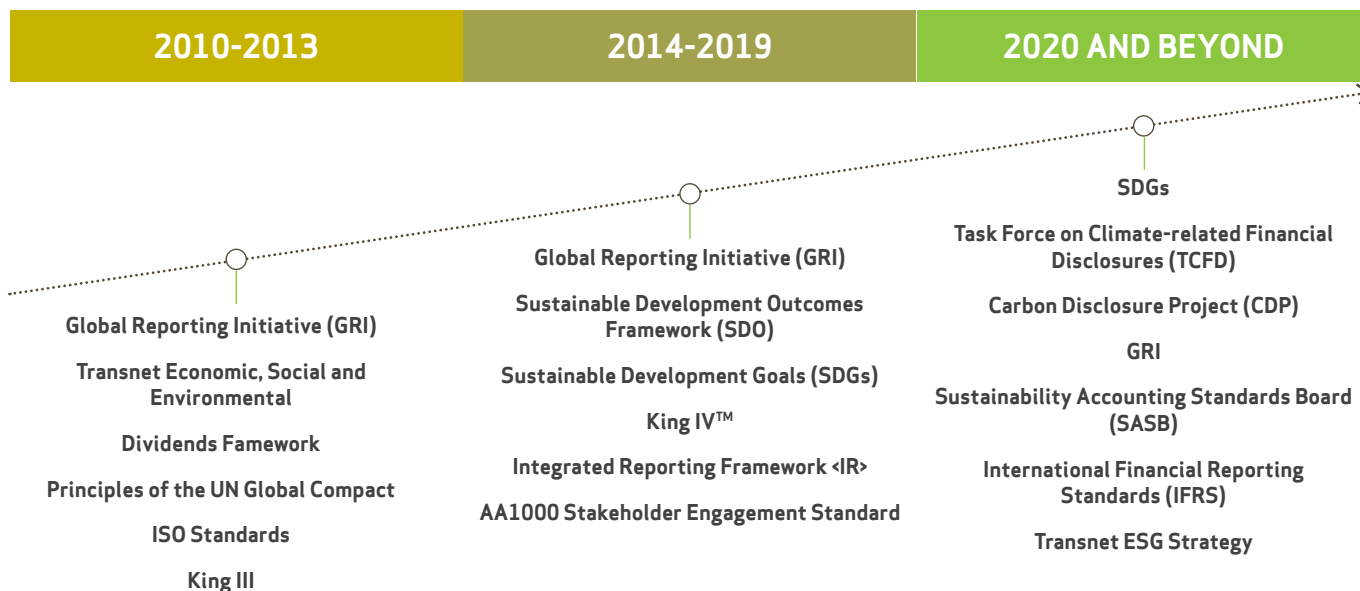 2010-2013
Global Reporting Initiative (GRI)
Transnet Economic, Social and
Environmental
Dividends Famework
Principles of the UN Global Compact
ISO Standards
King III
2014-2019
Global Reporting Initiative (GRI)
Sustainable Development Outcomes
Framework (SDO)
Sustainable Development Goals (SDGs)
King IV™
Integrated Reporting Framework <IR>
AA1000 Stakeholder Engagement Standard
2020 AND BEYOND
SDGs
Task Force on Climate-related Financial
Disclosures (TCFD)
Carbon Disclosure Project (CDP)
GRI
Sustainability Accounting Standards Board
(SASB)
International Financial Reporting
Standards (IFRS)
Transnet ESG Strategy